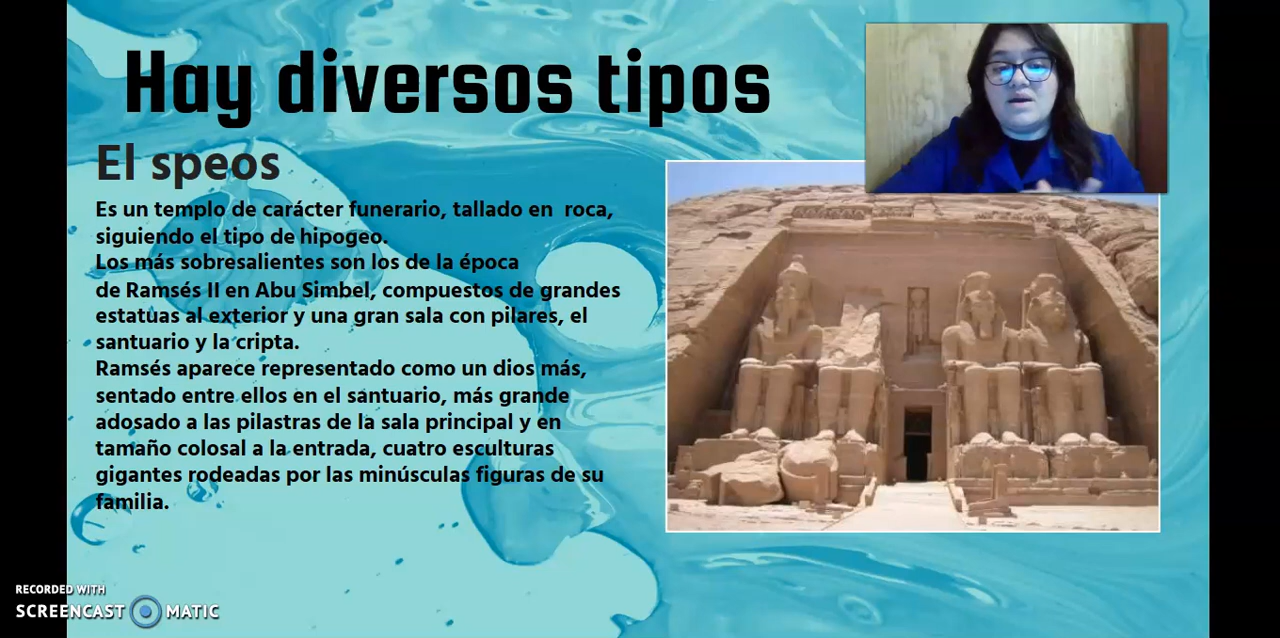 Hay diversos tipos
El speos
Es un templo de carácter funerario, tallado en roca,
siguiendo el tipo de hipogeo.
Los más sobresalientes son los de la época
de Ramsés II en Abu Simbel, compuestos de grandes
estatuas al exterior y una gran sala con pilares, el
santuario y la cripta.
Ramsés aparece representado como un dios más,
sentado entre ellos en el santuario, más grande
adosado a las pilastras de la sala principal y en
tamaño colosal a la entrada, cuatro esculturas
gigantes rodeadas por las minúsculas figuras de su
familia.
RECORDED WITH
SCREENCAST MATIC